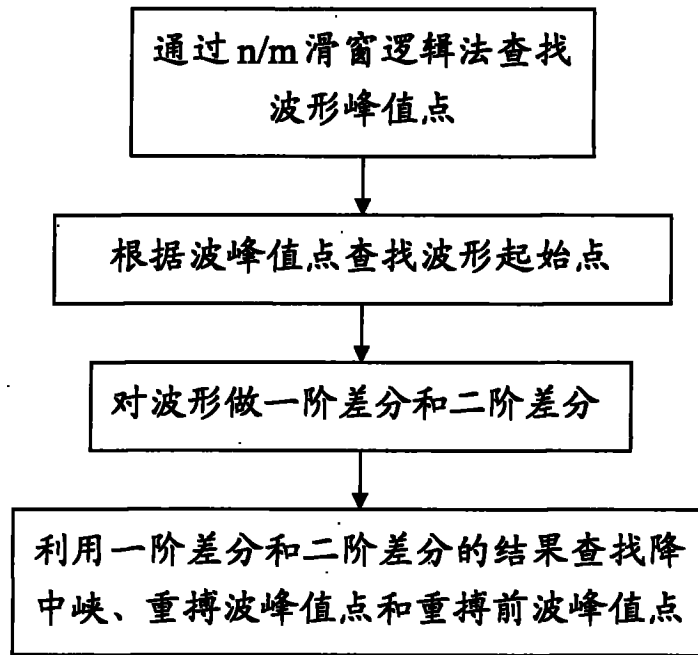 通过n/m滑窗逻辑法查找
波形峰值点
根据波峰值点查找波形起始点
对波形做一阶差分和二阶差分
利用一阶差分和二阶差分的结果查找降
中峡、重搏波峰值点和重搏前波峰值点